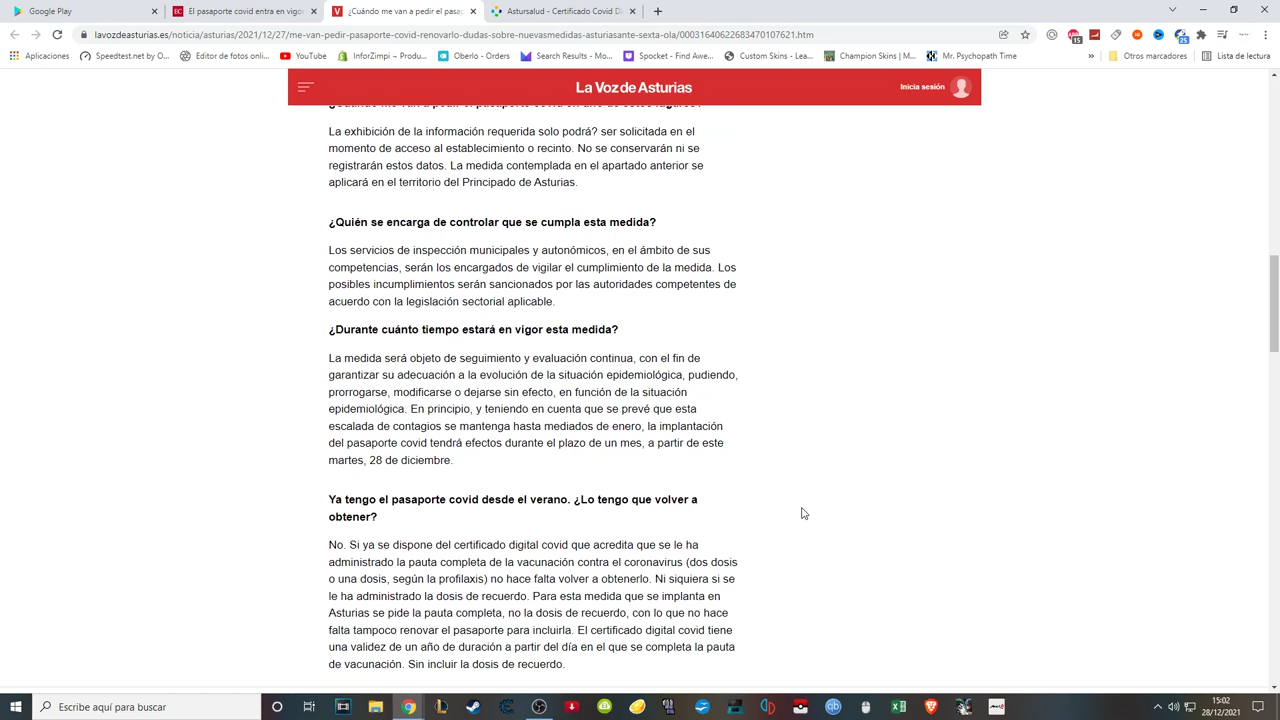 Google Play
El pasaporte covid entra en vigor
¿Cuándo me van a pedir el pasap
Astursalud - Certificado Covid Di
lavozdeasturias.es/noticia/asturias/2021/12/27/me-van-pedir-pasaporte-covid-renovarlo-dudas-sobre-nuevasmedidas-asturiasante-sexta-ola/00031640622683470107621.htm
Aplicaciones
Speedtest.net by O...
Editor de fotos onli...
YouTube
InforZimpi – Produ...
Oberlo - Orders
Search Results - Mo...
Spocket - Find Awe...
Custom Skins - Lea...
Champion Skins | M...
Mr. Psychopath Time
Otros marcadores
Lista de lectura
La Voz de Asturias
Inicia sesión
¿Cuándo me van a pedir el pasaporte covid en uno de estos lugares?
La exhibición de la información requerida solo podrá? ser solicitada en el
momento de acceso al establecimiento o recinto. No se conservarán ni se
registrarán estos datos. La medida contemplada en el apartado anterior se
aplicará en el territorio del Principado de Asturias.
¿Quién se encarga de controlar que se cumpla esta medida?
Los servicios de inspección municipales y autonómicos, en el ámbito de sus
competencias, serán los encargados de vigilar el cumplimiento de la medida. Los
posibles incumplimientos serán sancionados por las autoridades competentes de
acuerdo con la legislación sectorial aplicable.
¿Durante cuánto tiempo estará en vigor esta medida?
La medida será objeto de seguimiento y evaluación continua, con el fin de
garantizar su adecuación a la evolución de la situación epidemiológica, pudiendo,
prorrogarse, modificarse o dejarse sin efecto, en función de la situación
epidemiológica. En principio, y teniendo en cuenta que se prevé que esta
escalada de contagios se mantenga hasta mediados de enero, la implantación
del pasaporte covid tendrá efectos durante el plazo de un mes, a partir de este
martes, 28 de diciembre.
Ya tengo el pasaporte covid desde el verano. ¿Lo tengo que volver a
obtener?
No. Si ya se dispone del certificado digital covid que acredita que se le ha
administrado la pauta completa de la vacunación contra el coronavirus (dos dosis
o una dosis, según la profilaxis) no hace falta volver a obtenerlo. Ni siquiera si se
le ha administrado la dosis de recuerdo. Para esta medida que se implanta en
Asturias se pide la pauta completa, no la dosis de recuerdo, con lo que no hace
falta tampoco renovar el pasaporte para incluirla. El certificado digital covid tiene
una validez de un año de duración a partir del día en el que se completa la pauta
de vacunación. Sin incluir la dosis de recuerdo.
Escribe aquí para buscar
15:02
28/12/2021